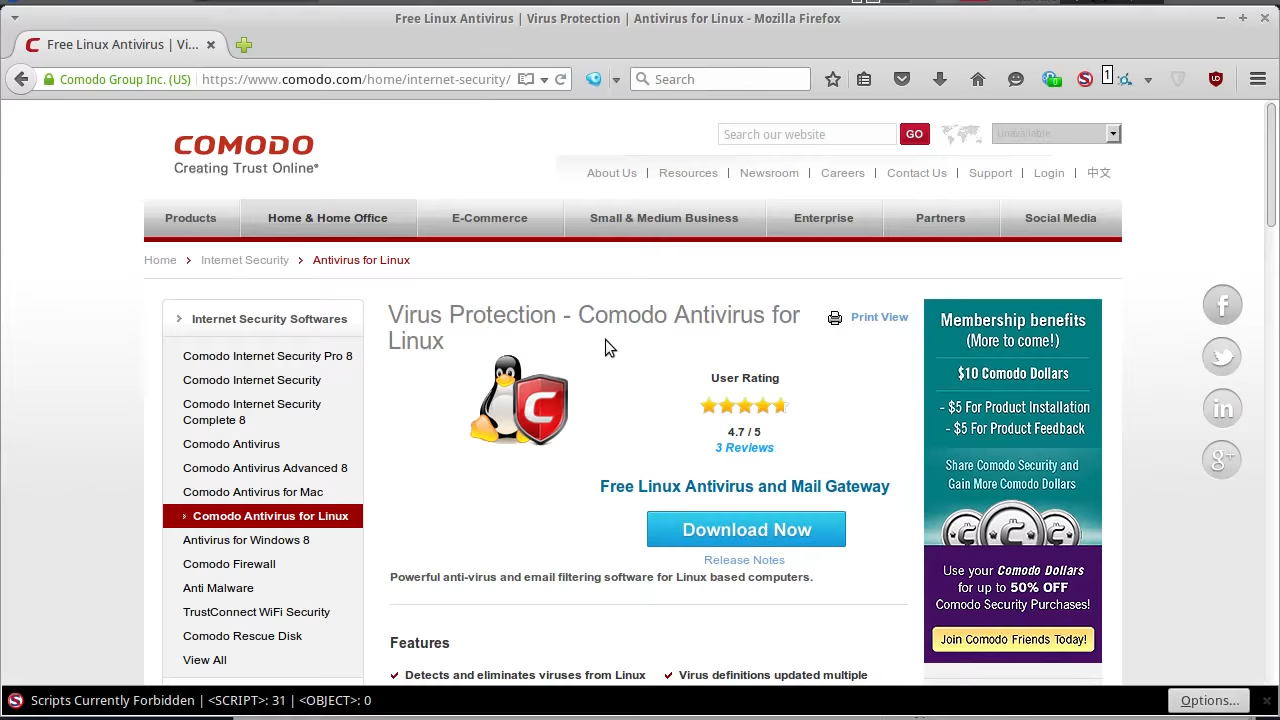 Free Linux Antivirus | Virus Protection | Antivirus for Linux - Mozilla Firefox
Free Linux Antivirus | Vi...
Comodo Group Inc. (US)
https://www.comodo.com/home/internet-security/
Search
1
0
COMODO
Creating Trust Online®
Search our website
GO
Unavailable
About Us | Resources | Newsroom | Careers | Contact Us | Support | Login | 中文
Products
Home & Home Office
E-Commerce
Small & Medium Business
Enterprise
Partners
Social Media
Home > Internet Security > Antivirus for Linux
Internet Security Softwares
Comodo Internet Security Pro 8
Comodo Internet Security
Comodo Internet Security
Complete 8
Comodo Antivirus
Comodo Antivirus Advanced 8
Comodo Antivirus for Mac
Comodo Antivirus for Linux
Antivirus for Windows 8
Comodo Firewall
Anti Malware
TrustConnect WiFi Security
Comodo Rescue Disk
View All
Virus Protection - Comodo Antivirus for
Linux
Print View
User Rating
4.7 / 5
3 Reviews
Free Linux Antivirus and Mail Gateway
Download Now
Release Notes
Powerful anti-virus and email filtering software for Linux based computers.
Features
Detects and eliminates viruses from Linux
Virus definitions updated multiple
Membership benefits
(More to come!)
$10 Comodo Dollars
- $5 For Product Installation
- $5 For Product Feedback
Share Comodo Security and
Gain More Comodo Dollars
Use your Comodo Dollars
for up to 50% OFF
Comodo Security Purchases!
Join Comodo Friends Today!
f
in
g+
Scripts Currently Forbidden | <SCRIPT>: 31 | <OBJECT>: 0
Options...